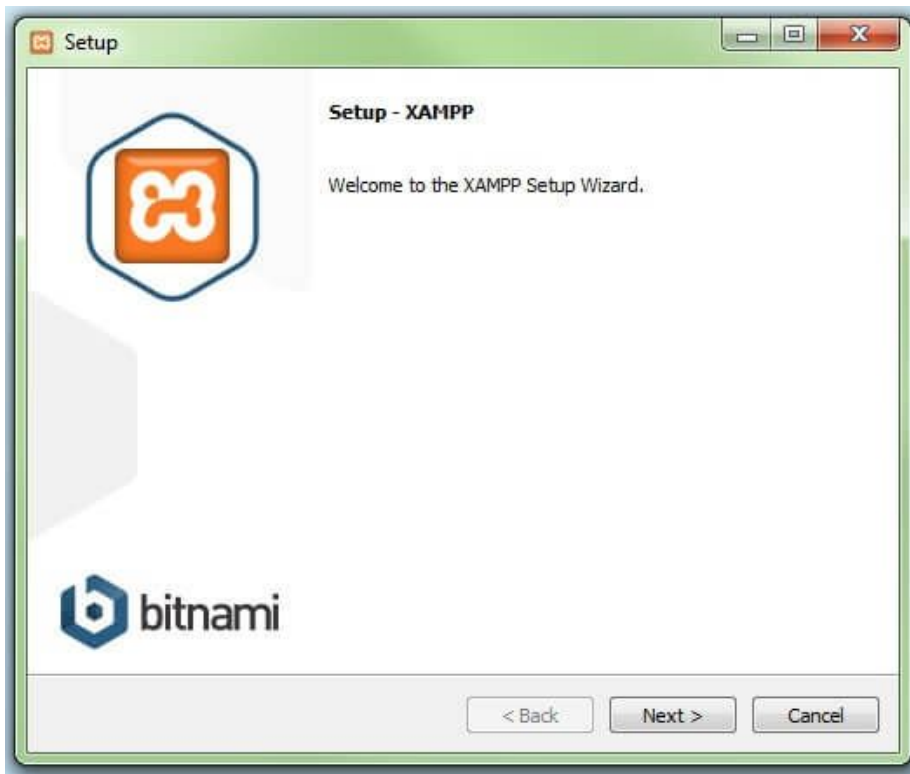 Setup
Setup - XAMPP
Welcome to the XAMPP Setup Wizard.
bitnami
< Back
Next >
Cancel